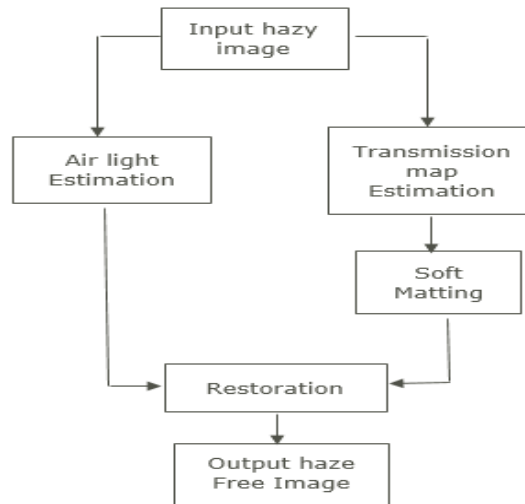 Input hazy
image
Air light
Estimation
Transmission
map
Estimation
Soft
Matting
Restoration
Output haze
Free Image